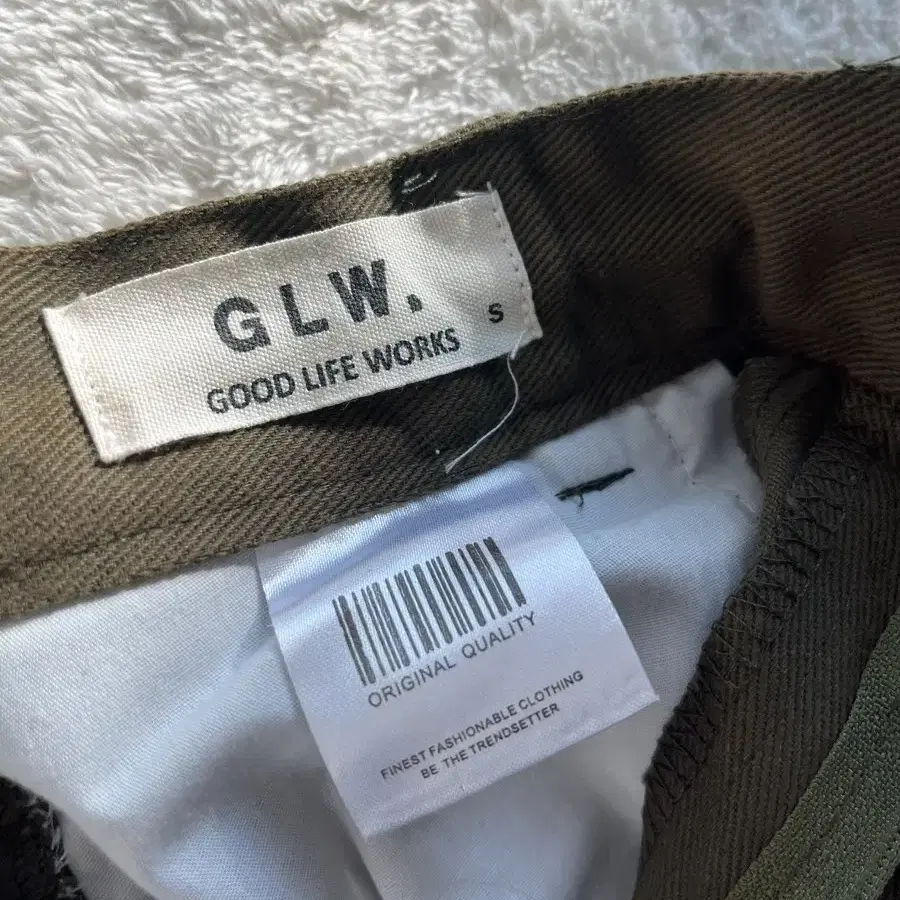 GLW.
GOOD LIFE WORKS
S
ORIGINAL QUALITY
FINEST FASHIONABLE CLOTHING
BE THE TRENDSETTER